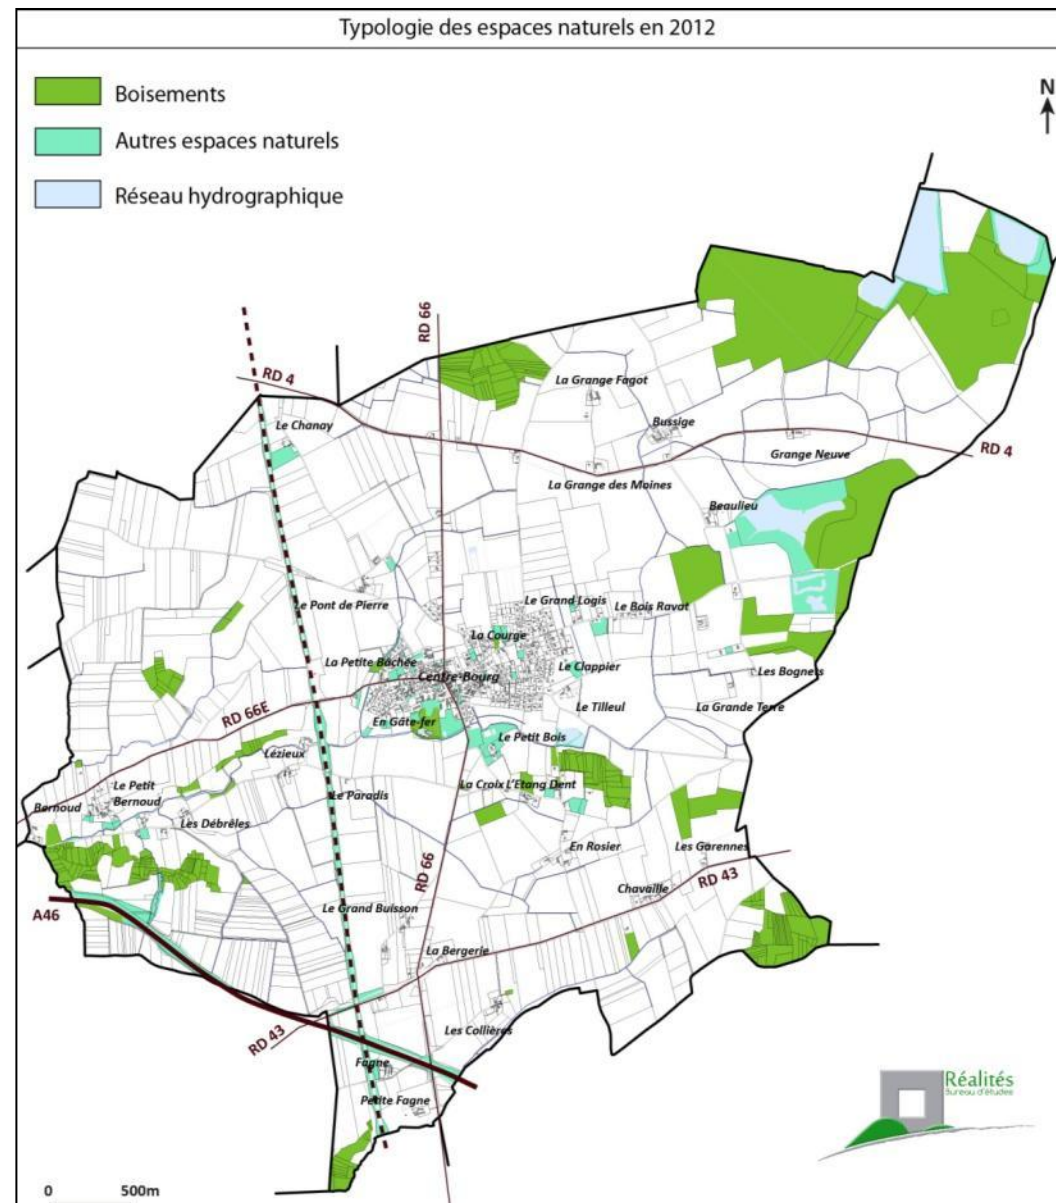 Typologie des espaces naturels en 2012
Boisements
Autres espaces naturels
Réseau hydrographique
N
RD 66
RD 4
La Grange Fagot
Le Chanay
Bussige
Grange Neuve
RD 4
La Grange des Moines
Beaulieu
Le Pont de Pierre
Le Grand Logis
Le Bois Ravat
La Courge
La Petite Bachée
Centre-Bourg
Le Clappier
Les Bognets
Le Tilleul
La Grande Terre
RD 66E
En Gâte-fer
Le Petit Bois
Lézieux
Le Petit
Bernoud
Bernoud
Le Paradis
La Croix
L'Etang Dent
Les Débrêles
En Rosier
Les Garennes
RD 66
RD 43
Chavaille
A46
Le Grand Buisson
La Bergerie
Les Collières
RD 43
Fagne
Petite Fagne
Réalités
Bureau d'études
0 500m